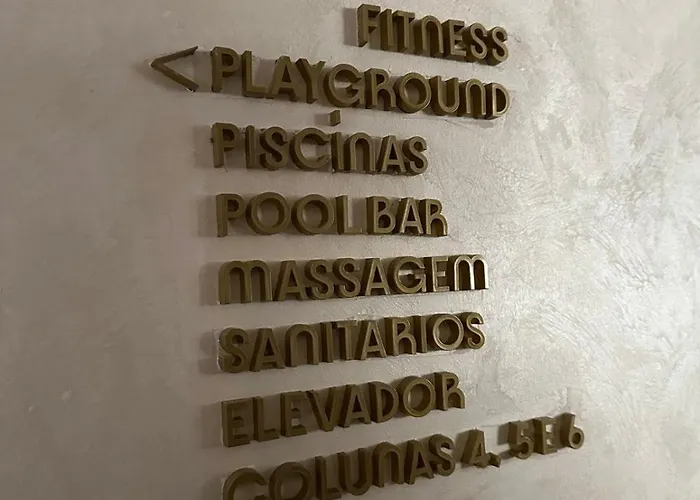 FITNESS
< PLAYGROUND
PISCINAS
POOL BAR
MASSAGEM
SANITARIOS
ELEVADOR
COLUNAS 4, 5 E 6